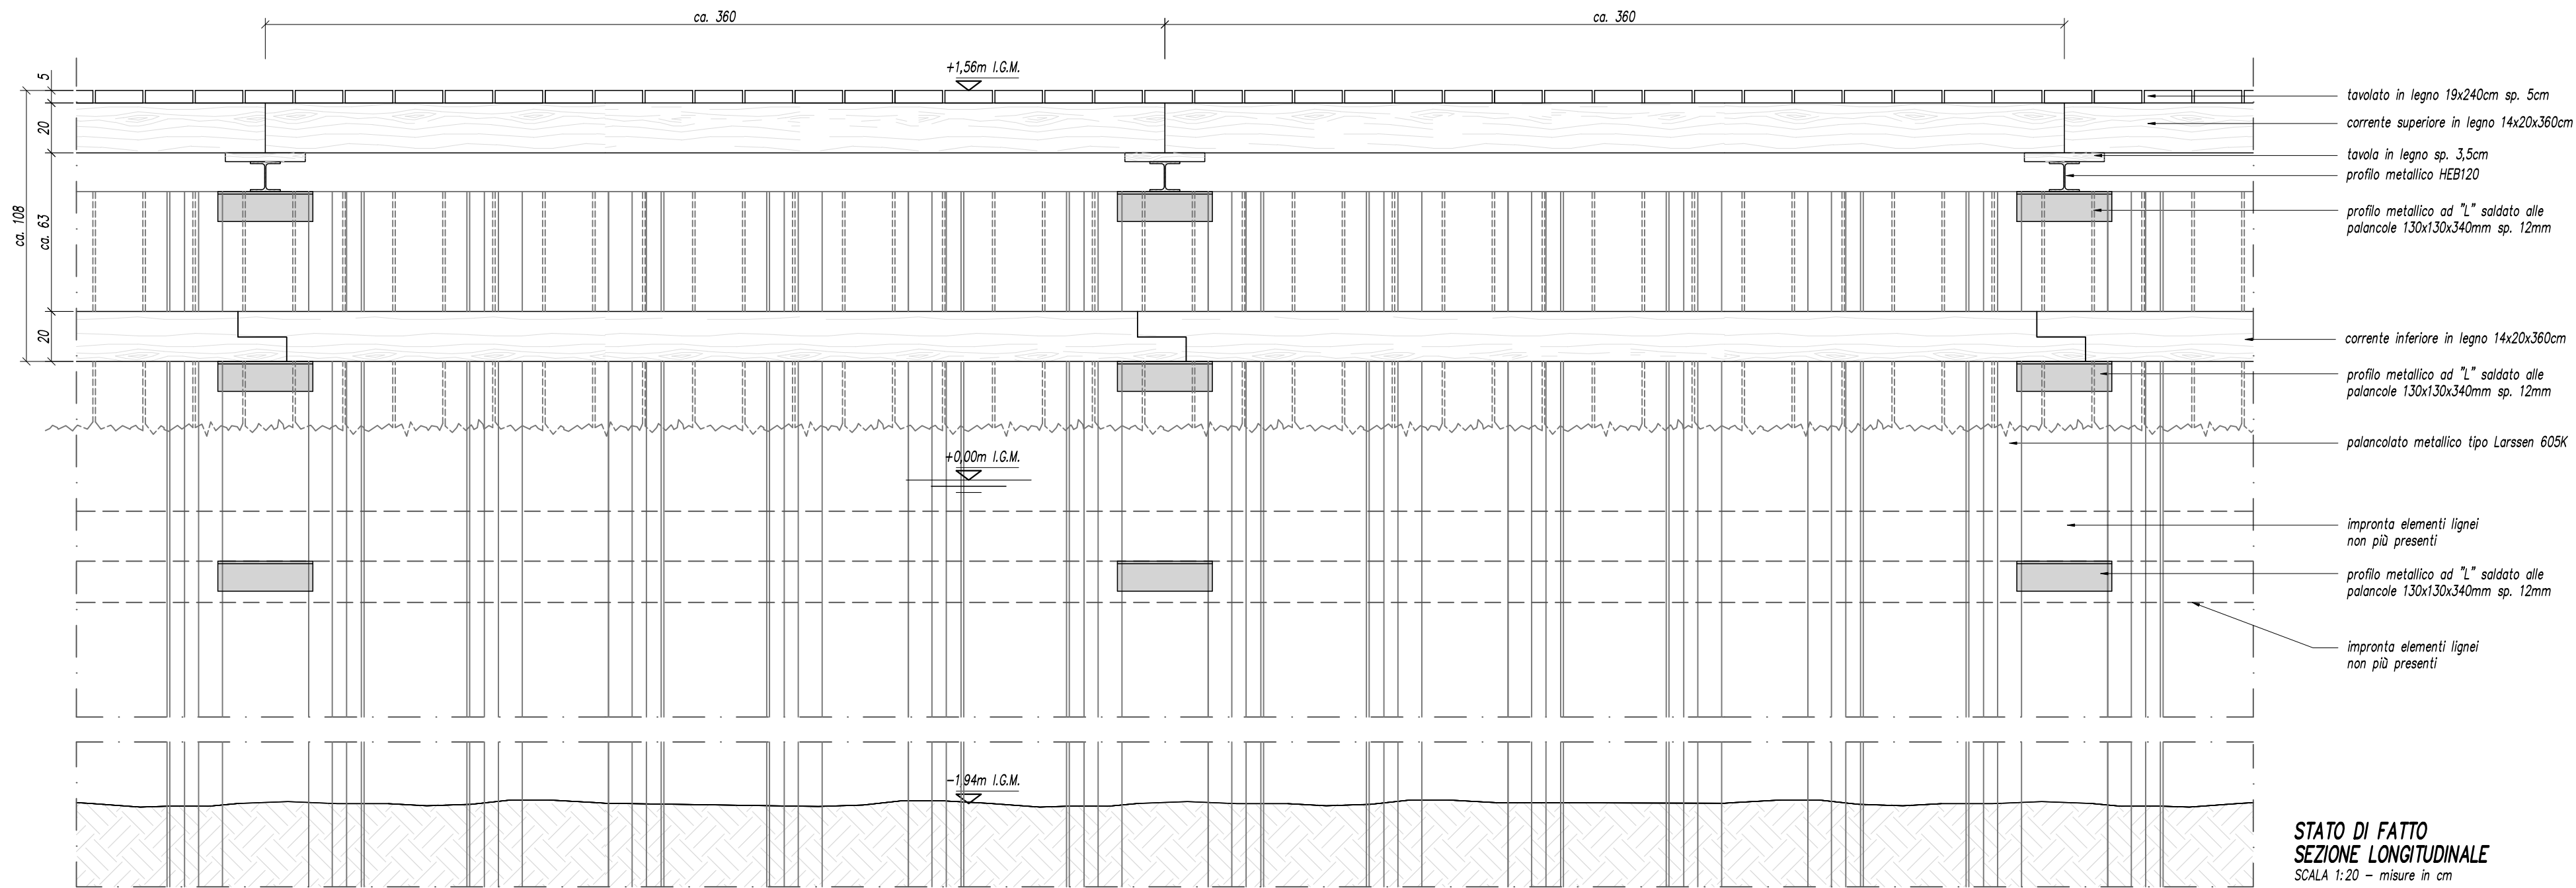 ca. 360
ca. 360
+1,56m I.G.M.
5
20
ca. 63
20
ca. 108
tavolato in legno 19x240cm sp. 5cm
corrente superiore in legno 14x20x360cm
tavola in legno sp. 3,5cm
profilo metallico HEB120
profilo metallico ad "L" saldato alle
palancole 130x130x340mm sp. 12mm
corrente inferiore in legno 14x20x360cm
profilo metallico ad "L" saldato alle
palancole 130x130x340mm sp. 12mm
palancolato metallico tipo Larssen 605K
+0,00m I.G.M.
impronta elementi lignei
non più presenti
profilo metallico ad "L" saldato alle
palancole 130x130x340mm sp. 12mm
impronta elementi lignei
non più presenti
-1,94m I.G.M.
STATO DI FATTO
SEZIONE LONGITUDINALE
SCALA 1:20 – misure in cm